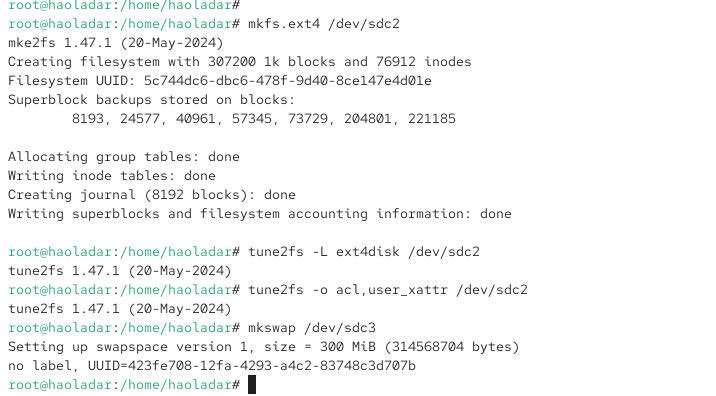 root@haoladar:/home/haoladar#
root@haoladar:/home/haoladar# mkfs.ext4 /dev/sdc2
mke2fs 1.47.1 (20-May-2024)
Creating filesystem with 307200 1k blocks and 76912 inodes
Filesystem UUID: 5c744dc6-dbc6-478f-9d40-8ce147e4d01e
Superblock backups stored on blocks:
        8193, 24577, 40961, 57345, 73729, 204801, 221185

Allocating group tables: done
Writing inode tables: done
Creating journal (8192 blocks): done
Writing superblocks and filesystem accounting information: done

root@haoladar:/home/haoladar# tune2fs -L ext4disk /dev/sdc2
tune2fs 1.47.1 (20-May-2024)
root@haoladar:/home/haoladar# tune2fs -o acl,user_xattr /dev/sdc2
tune2fs 1.47.1 (20-May-2024)
root@haoladar:/home/haoladar# mkswap /dev/sdc3
Setting up swapspace version 1, size = 300 MiB (314568704 bytes)
no label, UUID=423fe708-12fa-4293-a4c2-83748c3d707b
root@haoladar:/home/haoladar#